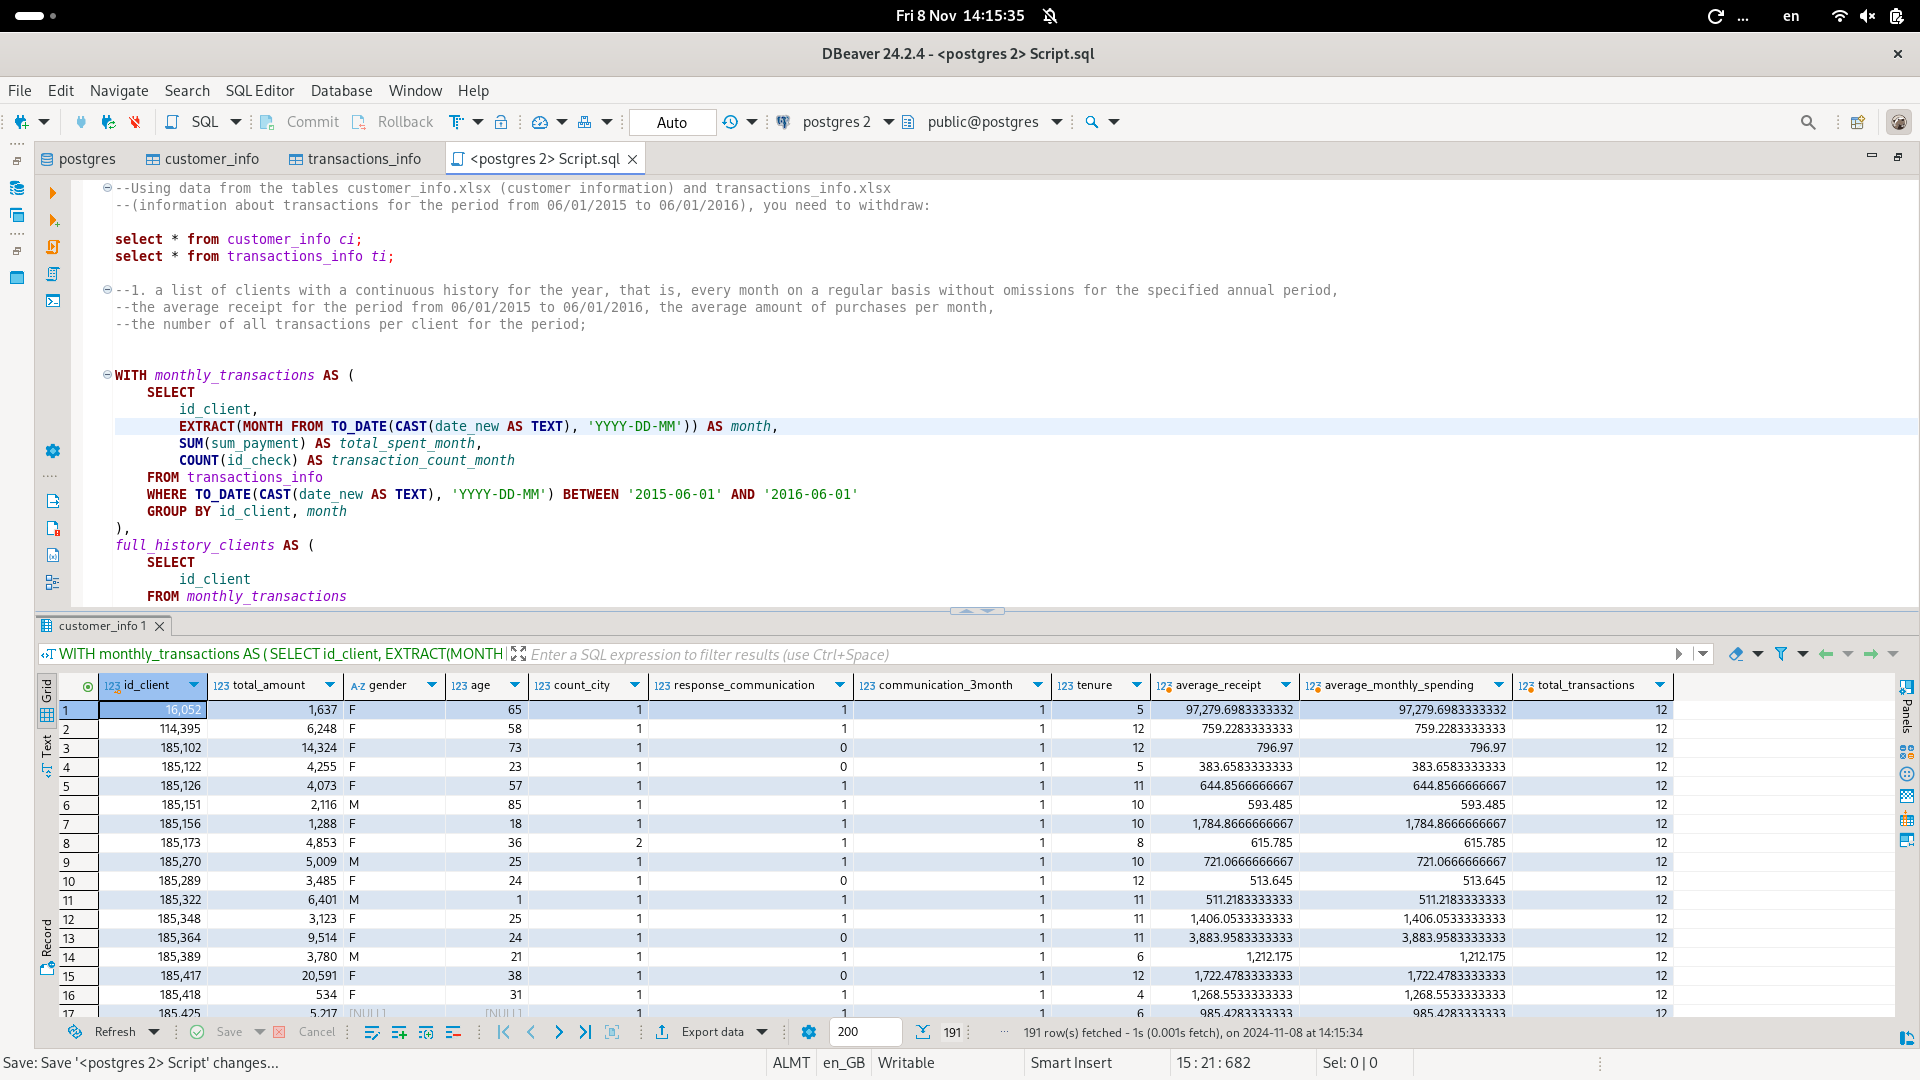 Fri 8 Nov 14:15:35
... en
DBeaver 24.2.4 - <postgres 2> Script.sql
File Edit Navigate Search SQL Editor Database Window Help
SQL Commit Rollback Auto postgres 2 public@postgres
postgres customer_info transactions_info <postgres 2> Script.sql
--Using data from the tables customer_info.xlsx (customer information) and transactions_info.xlsx
--(information about transactions for the period from 06/01/2015 to 06/01/2016), you need to withdraw:
select * from customer_info ci;
select * from transactions_info ti;
--1. a list of clients with a continuous history for the year, that is, every month on a regular basis without omissions for the specified annual period,
--the average receipt for the period from 06/01/2015 to 06/01/2016, the average amount of purchases per month,
--the number of all transactions per client for the period;
WITH monthly_transactions AS (
SELECT
id_client,
EXTRACT(MONTH FROM TO_DATE(CAST(date_new AS TEXT), 'YYYY-DD-MM')) AS month,
SUM(sum_payment) AS total_spent_month,
COUNT(id_check) AS transaction_count_month
FROM transactions_info
WHERE TO_DATE(CAST(date_new AS TEXT), 'YYYY-DD-MM') BETWEEN '2015-06-01' AND '2016-06-01'
GROUP BY id_client, month
),
full_history_clients AS (
SELECT
id_client
FROM monthly_transactions
customer_info 1
WITH monthly_transactions AS ( SELECT id_client, EXTRACT(MONTH Enter a SQL expression to filter results (use Ctrl+Space)
Grid
Text
Record
Panels
123 id_client 123 total_amount A-Z gender 123 age 123 count_city 123 response_communication 123 communication_3month 123 tenure 123 average_receipt 123 average_monthly_spending 123 total_transactions
1 16,052 1,637 F 65 1 1 1 5 97,279.6983333332 97,279.6983333332 12
2 114,395 6,248 F 58 1 1 1 12 759.2283333333 759.2283333333 12
3 185,102 14,324 F 73 1 0 1 12 796.97 796.97 12
4 185,122 4,255 F 23 1 0 1 5 383.6583333333 383.6583333333 12
5 185,126 4,073 F 57 1 1 1 11 644.8566666667 644.8566666667 12
6 185,151 2,116 M 85 1 1 1 10 593.485 593.485 12
7 185,156 1,288 F 18 1 1 1 10 1,784.8666666667 1,784.8666666667 12
8 185,173 4,853 F 36 2 1 1 8 615.785 615.785 12
9 185,270 5,009 M 25 1 1 1 10 721.0666666667 721.0666666667 12
10 185,289 3,485 F 24 1 0 1 12 513.645 513.645 12
11 185,322 6,401 M 1 1 1 1 11 511.2183333333 511.2183333333 12
12 185,348 3,123 F 25 1 1 1 11 1,406.0533333333 1,406.0533333333 12
13 185,364 9,514 F 24 1 0 1 11 3,883.9583333333 3,883.9583333333 12
14 185,389 3,780 M 21 1 1 1 6 1,212.175 1,212.175 12
15 185,417 20,591 F 38 1 0 1 12 1,722.4783333333 1,722.4783333333 12
16 185,418 534 F 31 1 1 1 4 1,268.5533333333 1,268.5533333333 12
17 185,425 5,217 [NULL] [NULL] 1 1 1 6 985.4283333333 985.4283333333 12
Refresh Save Cancel Export data 200 191 ... 191 row(s) fetched - 1s (0.001s fetch), on 2024-11-08 at 14:15:34
Save: Save '<postgres 2> Script' changes... ALMT en_GB Writable Smart Insert 15 : 21 : 682 Sel: 0 | 0